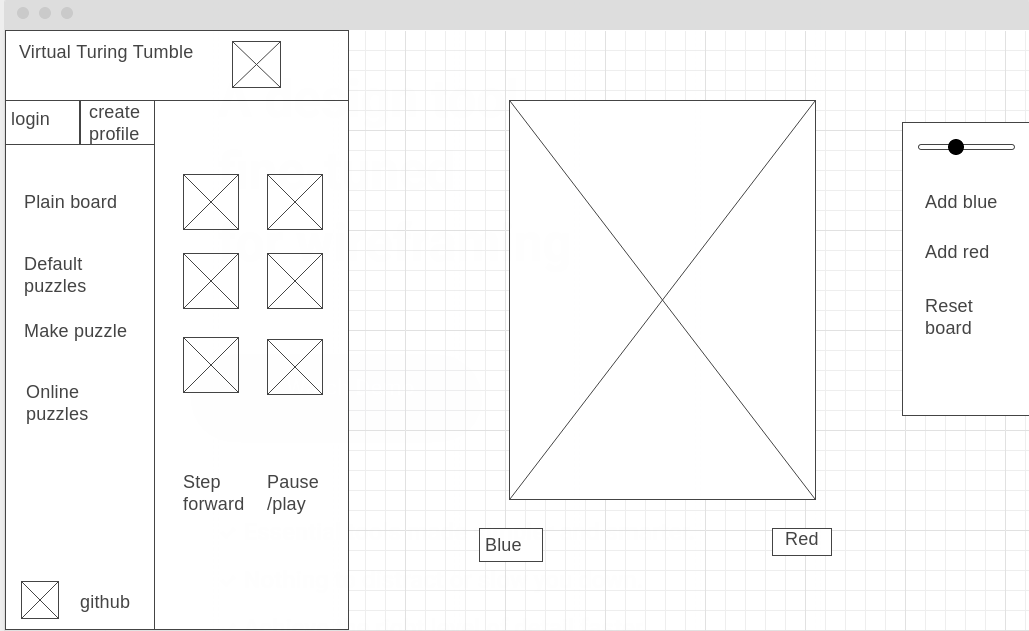 Virtual Turing Tumble
login
create
profile
Plain board
Default
puzzles
Make puzzle
Online
puzzles
github
Step
forward
Pause
/play
Blue
Red
Add blue
Add red
Reset
board